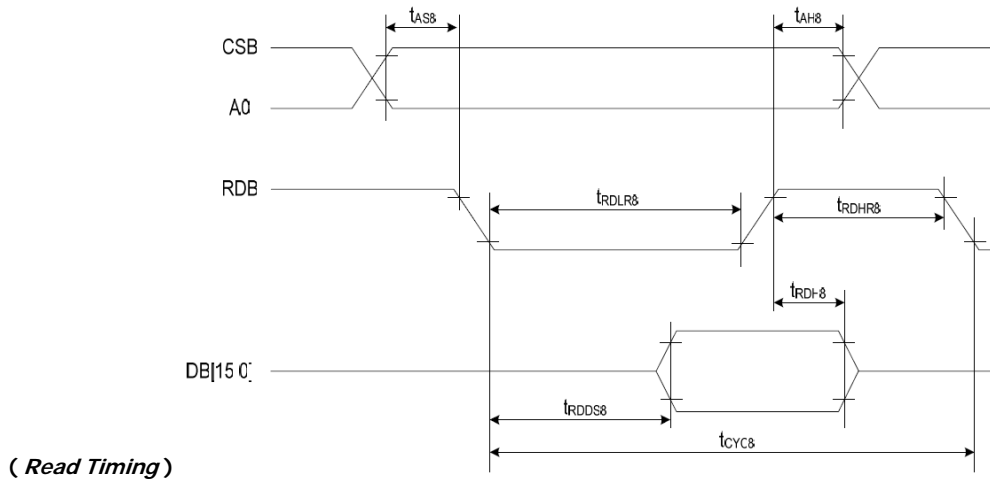 tAS8 tAH8
CSB
A0
RDB
tRDLR8
tRDHR8
tRDH8
DB[15:0]
tRDDS8
tCYC8
( Read Timing )